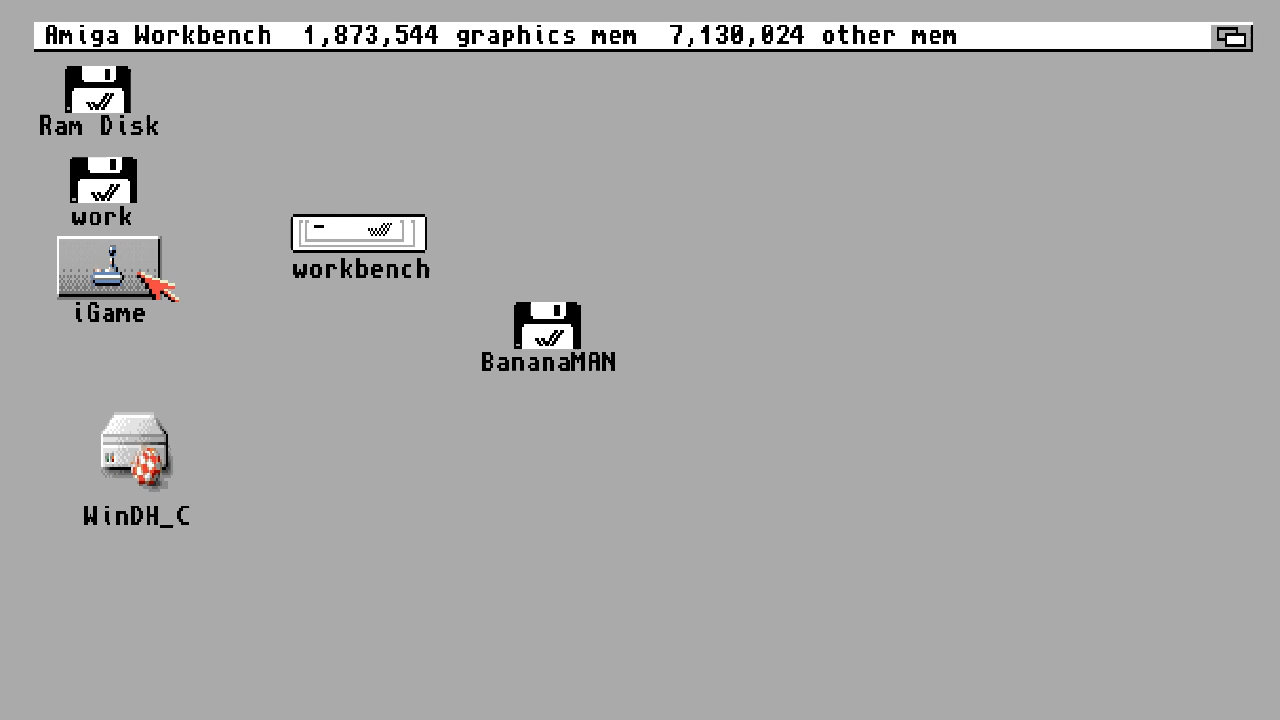 Amiga Workbench 1,873,544 graphics mem 7,130,024 other mem
Ram Disk
work
workbench
iGame
BananaMAN
WinDH_C